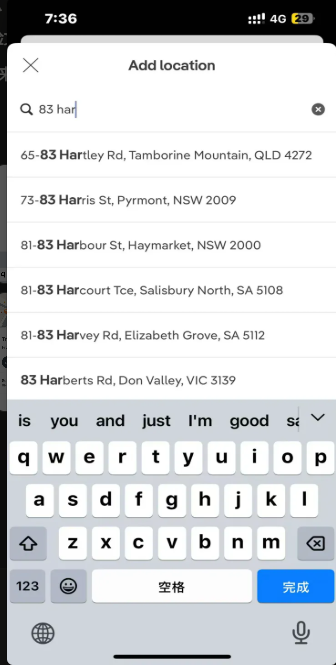 7:36
4G 29
Add location
83 har
65-83 Hartley Rd, Tamborine Mountain, QLD 4272
73-83 Harris St, Pyrmont, NSW 2009
81-83 Harbour St, Haymarket, NSW 2000
81-83 Harcourt Tce, Salisbury North, SA 5108
81-83 Harvey Rd, Elizabeth Grove, SA 5112
83 Harberts Rd, Don Valley, VIC 3139
is you and just I'm good sa
q w e r t y u i o p
a s d f g h j k l
z x c v b n m
123 空格 完成